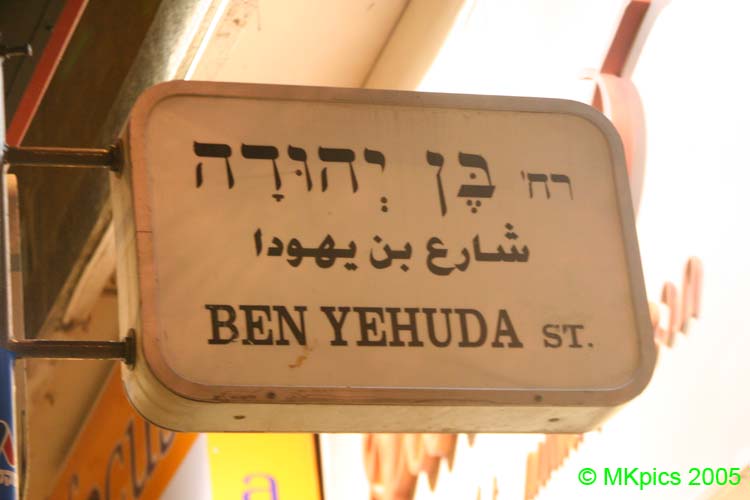 רח' בֶּן יְהוּדָה
شارع بن يهودا
BEN YEHUDA ST.
a
© MKpics 2005